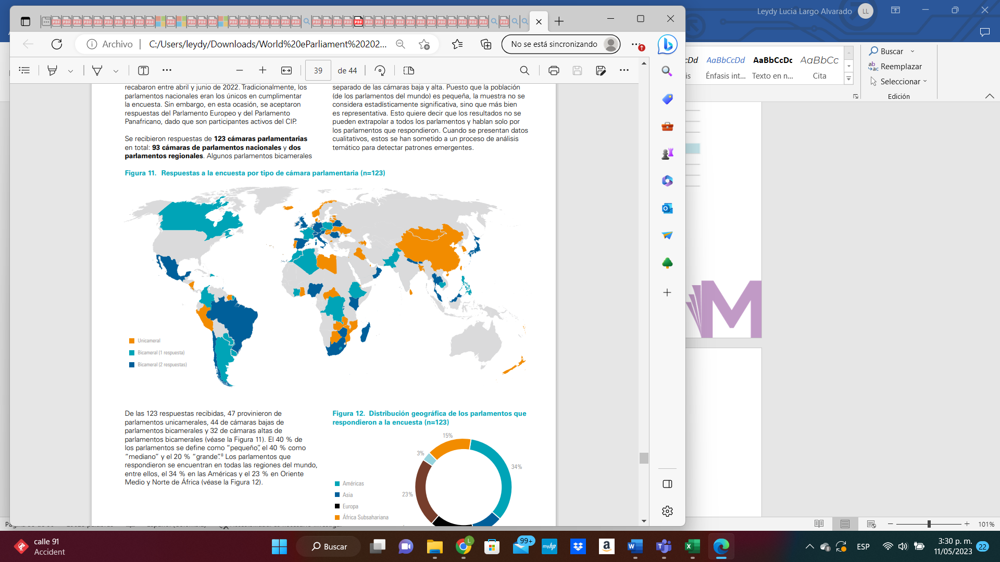 Leydy Lucia Largo Alvarado
LL
Archivo
C:/Users/leydy/Downloads/World%20eParliament%20202...
No se está sincronizando
39
de 44
AaBbCcDd
AaBbCcDc
AaBbCc
Énfasis int...
Texto en n...
Cita
Buscar
Reemplazar
Seleccionar
Edición
recabaron entre abril y junio de 2022. Tradicionalmente, los
parlamentos nacionales eran los únicos en cumplimentar
la encuesta. Sin embargo, en esta ocasión, se aceptaron
respuestas del Parlamento Europeo y del Parlamento
Panafricano, dado que son participantes activos del CIP.
Se recibieron respuestas de 123 cámaras parlamentarias
en total: 93 cámaras de parlamentos nacionales y dos
parlamentos regionales. Algunos parlamentos bicamerales
separado de las cámaras baja y alta. Puesto que la población
(de los parlamentos del mundo) es pequeña, la muestra no se
considera estadísticamente significativa, sino que más bien
es representativa. Esto quiere decir que los resultados no se
pueden extrapolar a todos los parlamentos y hablan solo por
los parlamentos que respondieron. Cuando se presentan datos
cualitativos, estos se han sometido a un proceso de análisis
temático para detectar patrones emergentes.
Figura 11. Respuestas a la encuesta por tipo de cámara parlamentaria (n=123)
Unicameral
Bicameral (1 respuesta)
Bicameral (2 respuestas)
De las 123 respuestas recibidas, 47 provinieron de
parlamentos unicamerales, 44 de cámaras bajas de
parlamentos bicamerales y 32 de cámaras altas de
parlamentos bicamerales (véase la Figura 11). El 40 % de
los parlamentos se define como “pequeño”, el 40 % como
“mediano” y el 20 % “grande”.8 Los parlamentos que
respondieron se encuentran en todas las regiones del mundo,
entre ellos, el 34 % en las Américas y el 23 % en Oriente
Medio y Norte de África (véase la Figura 12).
Figura 12. Distribución geográfica de los parlamentos que
respondieron a la encuesta (n=123)
15%
3%
34%
23%
Américas
Asia
Europa
África Subsahariana
M
101%
calle 91
Accident
Buscar
99+
myhp
ESP
3:30 p. m.
11/05/2023
22